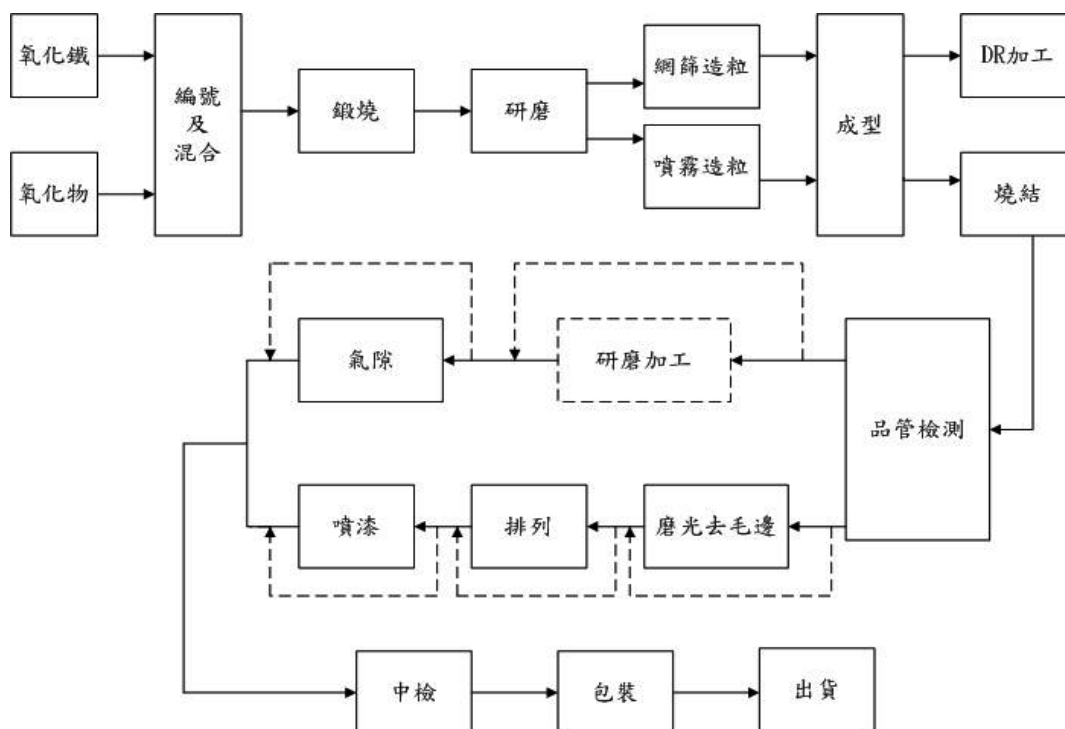 氧化鐵
氧化物
編號
及
混合
鍛燒
研磨
網篩造粒
噴霧造粒
成型
DR加工
燒結
氣隙
研磨加工
品管檢測
噴漆
排列
磨光去毛邊
中檢
包裝
出貨